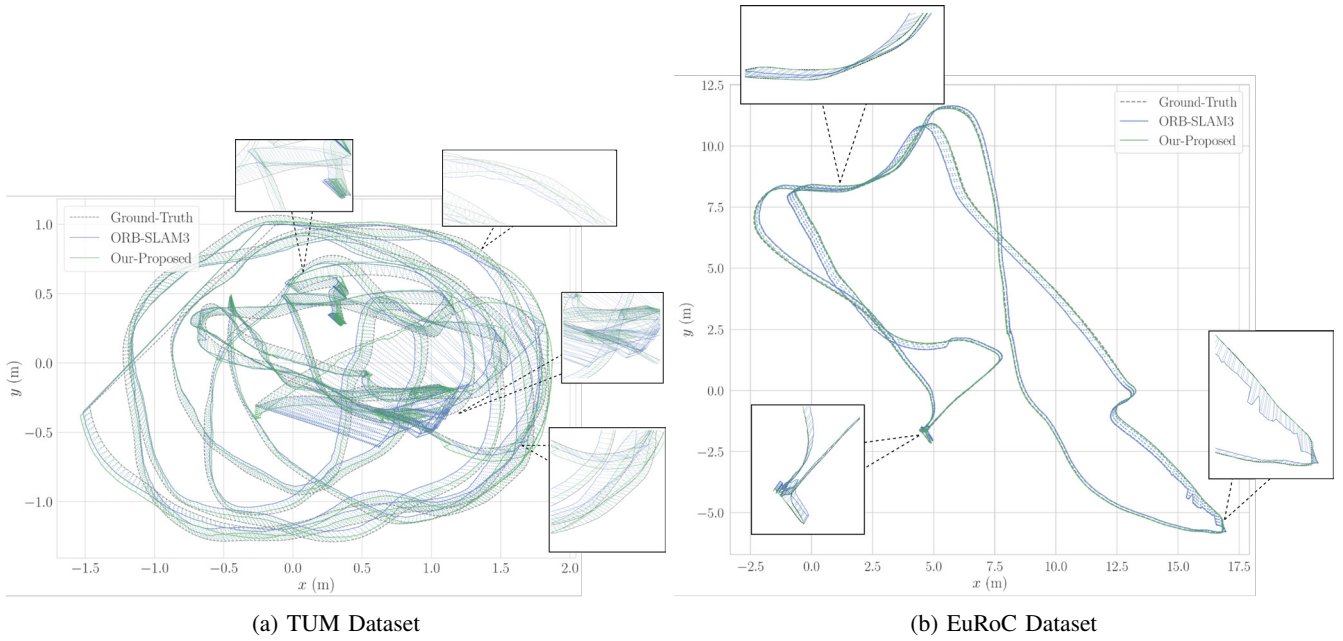 Ground-Truth
ORB-SLAM3
Our-Proposed
1.0
0.5
0.0
−0.5
−1.0
y (m)
−1.5 −1.0 −0.5 0.0 0.5 1.0 1.5 2.0
x (m)
(a) TUM Dataset
Ground-Truth
ORB-SLAM3
Our-Proposed
12.5
10.0
7.5
5.0
2.5
0.0
−2.5
−5.0
y (m)
−2.5 0.0 2.5 5.0 7.5 10.0 12.5 15.0 17.5
x (m)
(b) EuRoC Dataset